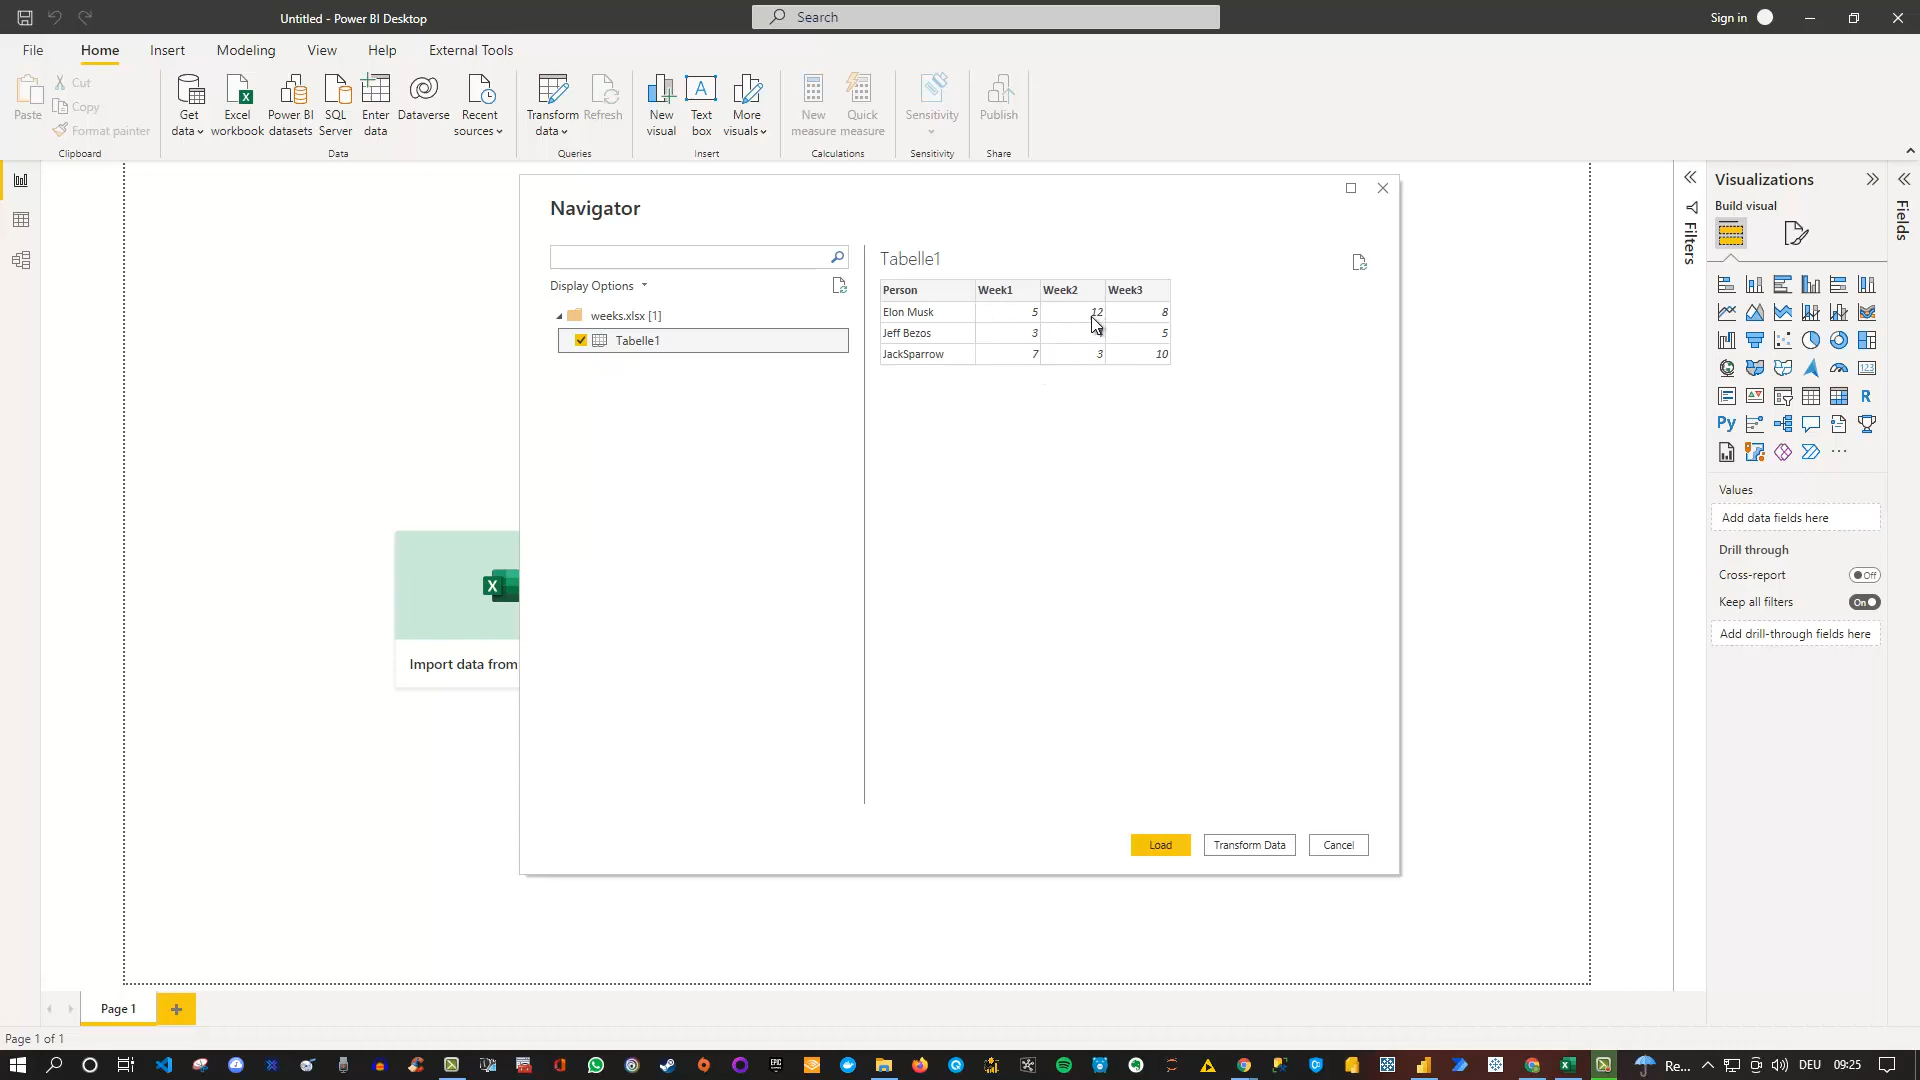 Untitled - Power BI Desktop
Search
Sign in
File
Home
Insert
Modeling
View
Help
External Tools
Paste
Cut
Copy
Format painter
Clipboard
Get data
Excel workbook
Power BI datasets
SQL Server
Enter data
Dataverse
Recent sources
Data
Transform data
Refresh
Queries
New visual
A
Text box
More visuals
Insert
New measure
Quick measure
Calculations
Sensitivity
Sensitivity
Publish
Share
Navigator
Display Options
weeks.xlsx [1]
Tabelle1
Tabelle1
Person Week1 Week2 Week3
Elon Musk 5 12 8
Jeff Bezos 3 5
JackSparrow 7 3 10
Load
Transform Data
Cancel
X
Import data from
Filters
Visualizations
Build visual
123
R
Py
Values
Add data fields here
Drill through
Cross-report
Off
Keep all filters
On
Add drill-through fields here
Fields
Page 1
Page 1 of 1
EPIC
Re...
DEU
09:25